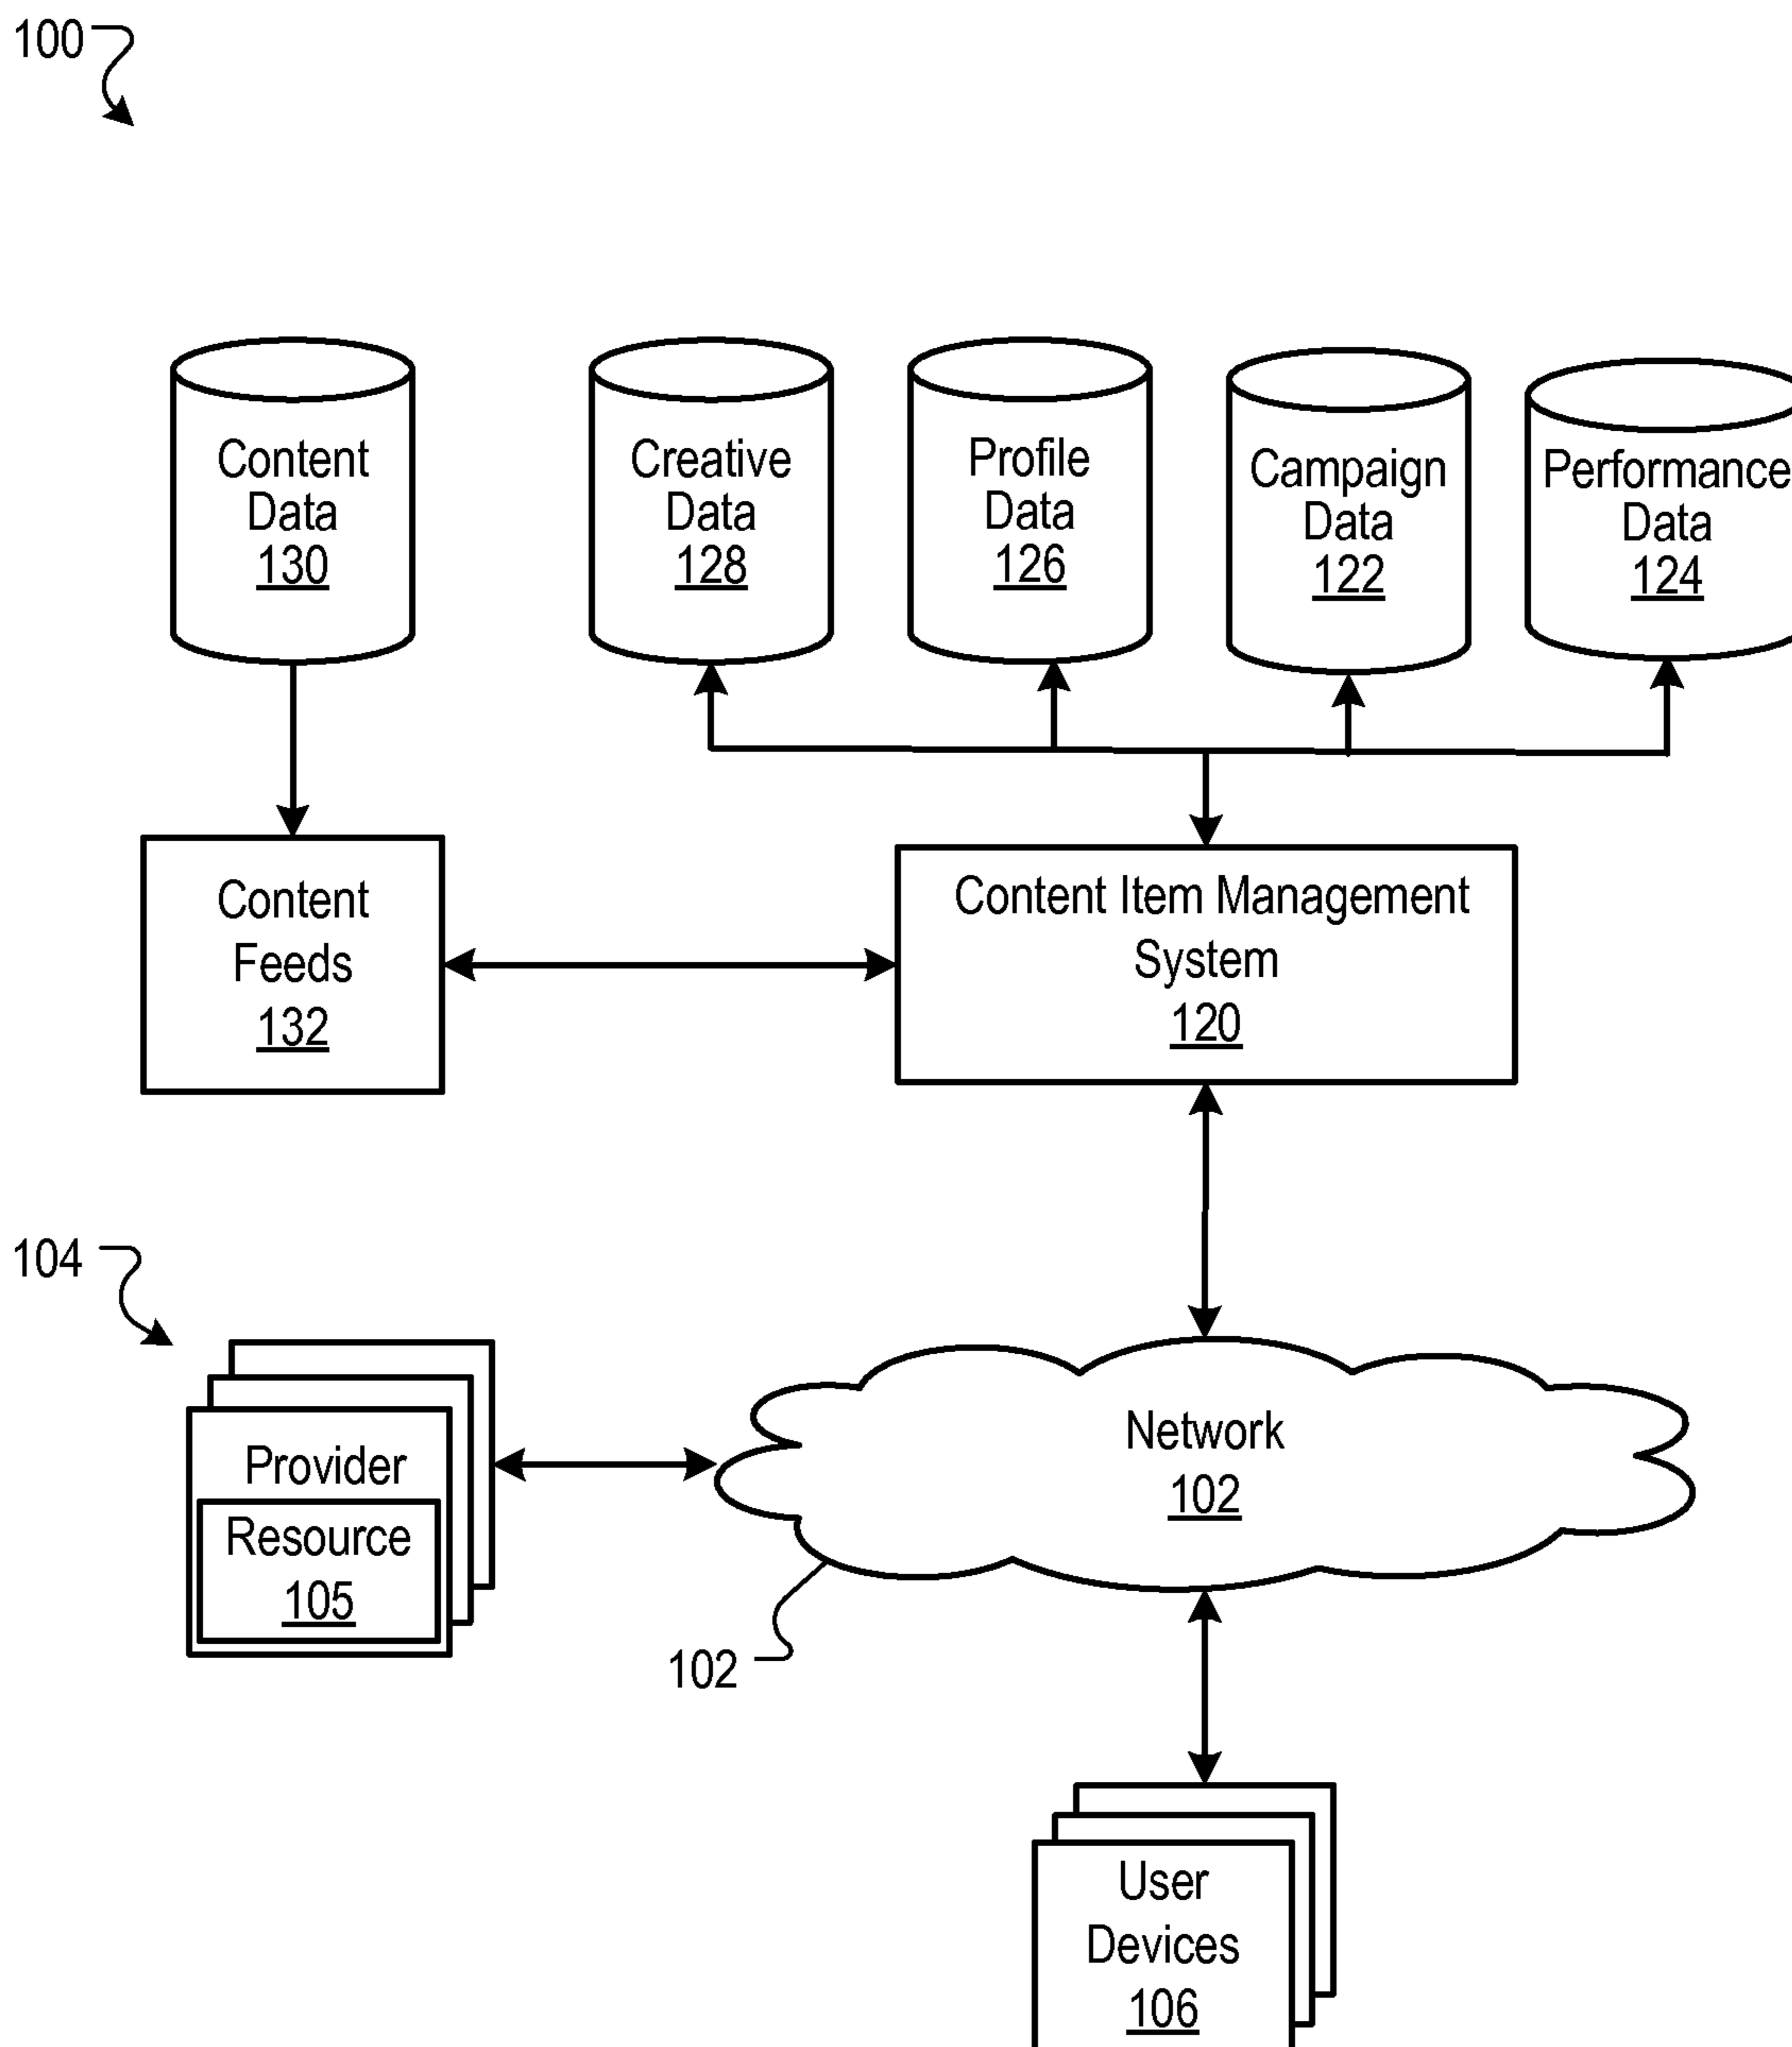 100
Content
Data
130
Creative
Data
128
Profile
Data
126
Campaign
Data
122
Performance
Data
124
Content
Feeds
132
Content Item Management
System
120
104
Provider
Resource
105
Network
102
102
User
Devices
106